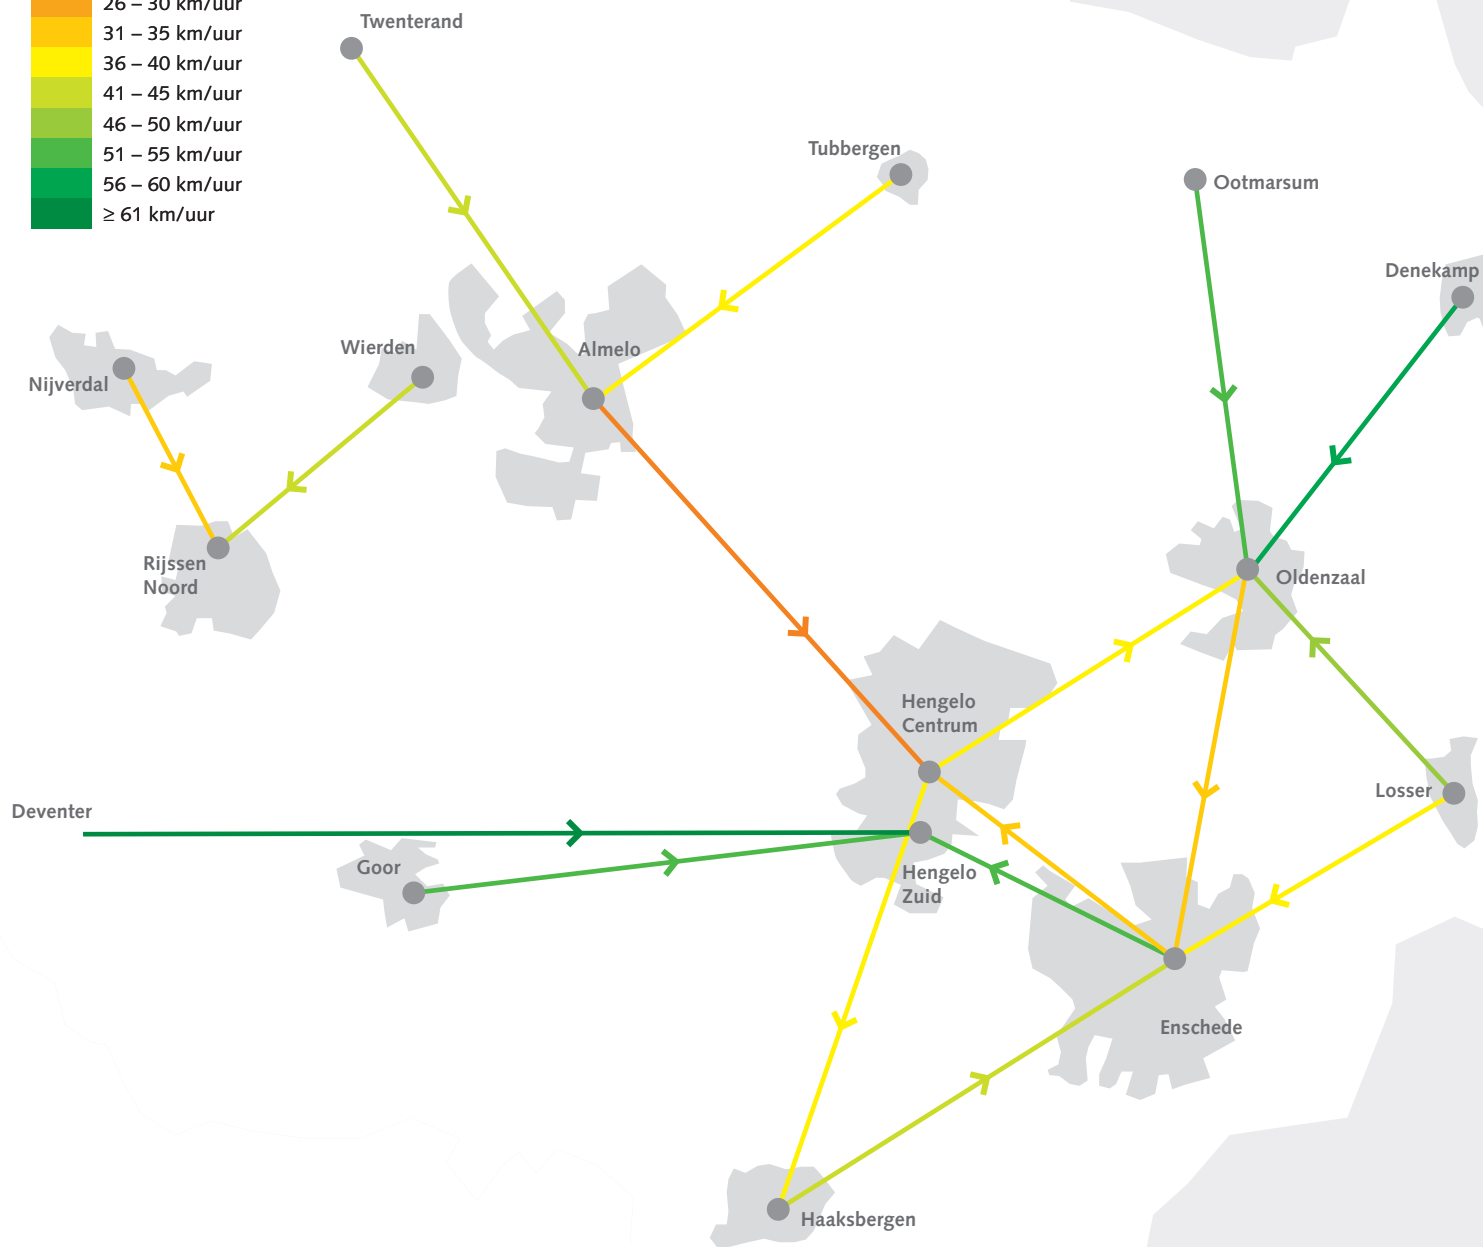 26 – 30 km/uur
31 – 35 km/uur
36 – 40 km/uur
41 – 45 km/uur
46 – 50 km/uur
51 – 55 km/uur
56 – 60 km/uur
≥ 61 km/uur
Twenterand
Tubbergen
Ootmarsum
Denekamp
Wierden
Almelo
Nijverdal
Rijssen
Noord
Oldenzaal
Hengelo
Centrum
Losser
Deventer
Goor
Hengelo
Zuid
Enschede
Haaksbergen